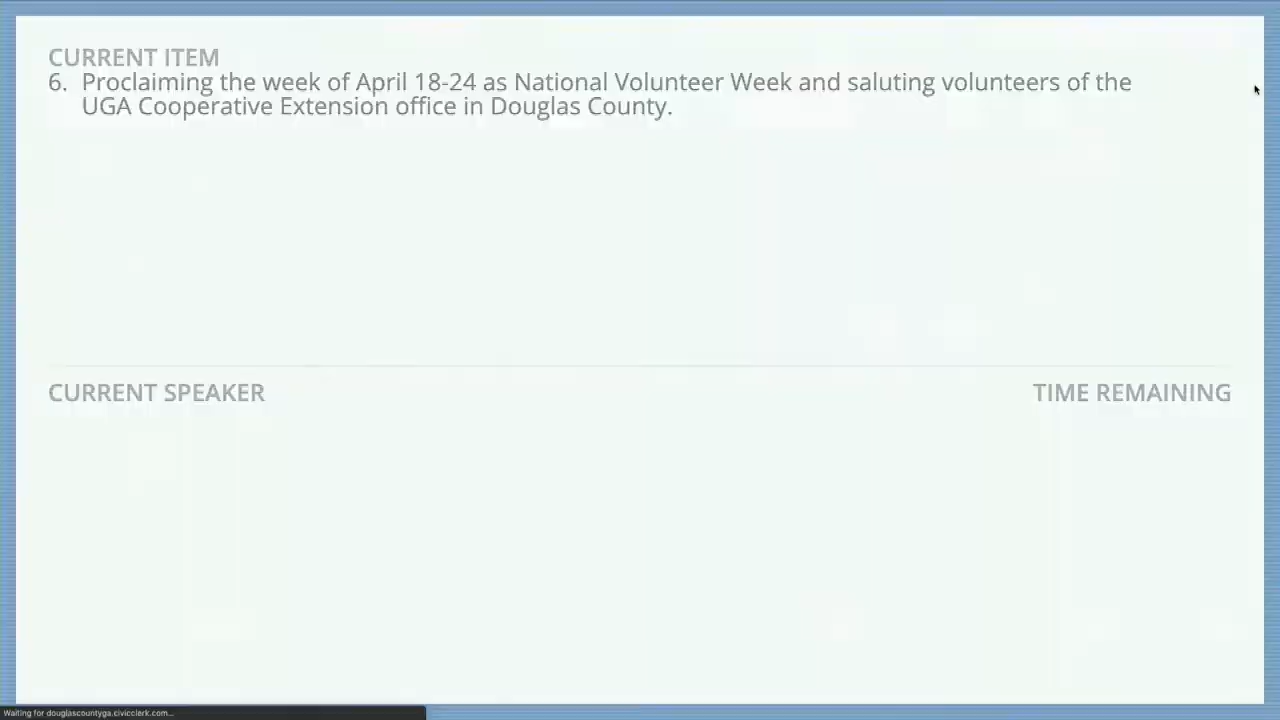 CURRENT ITEM
6. Proclaiming the week of April 18-24 as National Volunteer Week and saluting volunteers of the
UGA Cooperative Extension office in Douglas County.
CURRENT SPEAKER
TIME REMAINING
Waiting for douglascountyga.civicclerk.com...